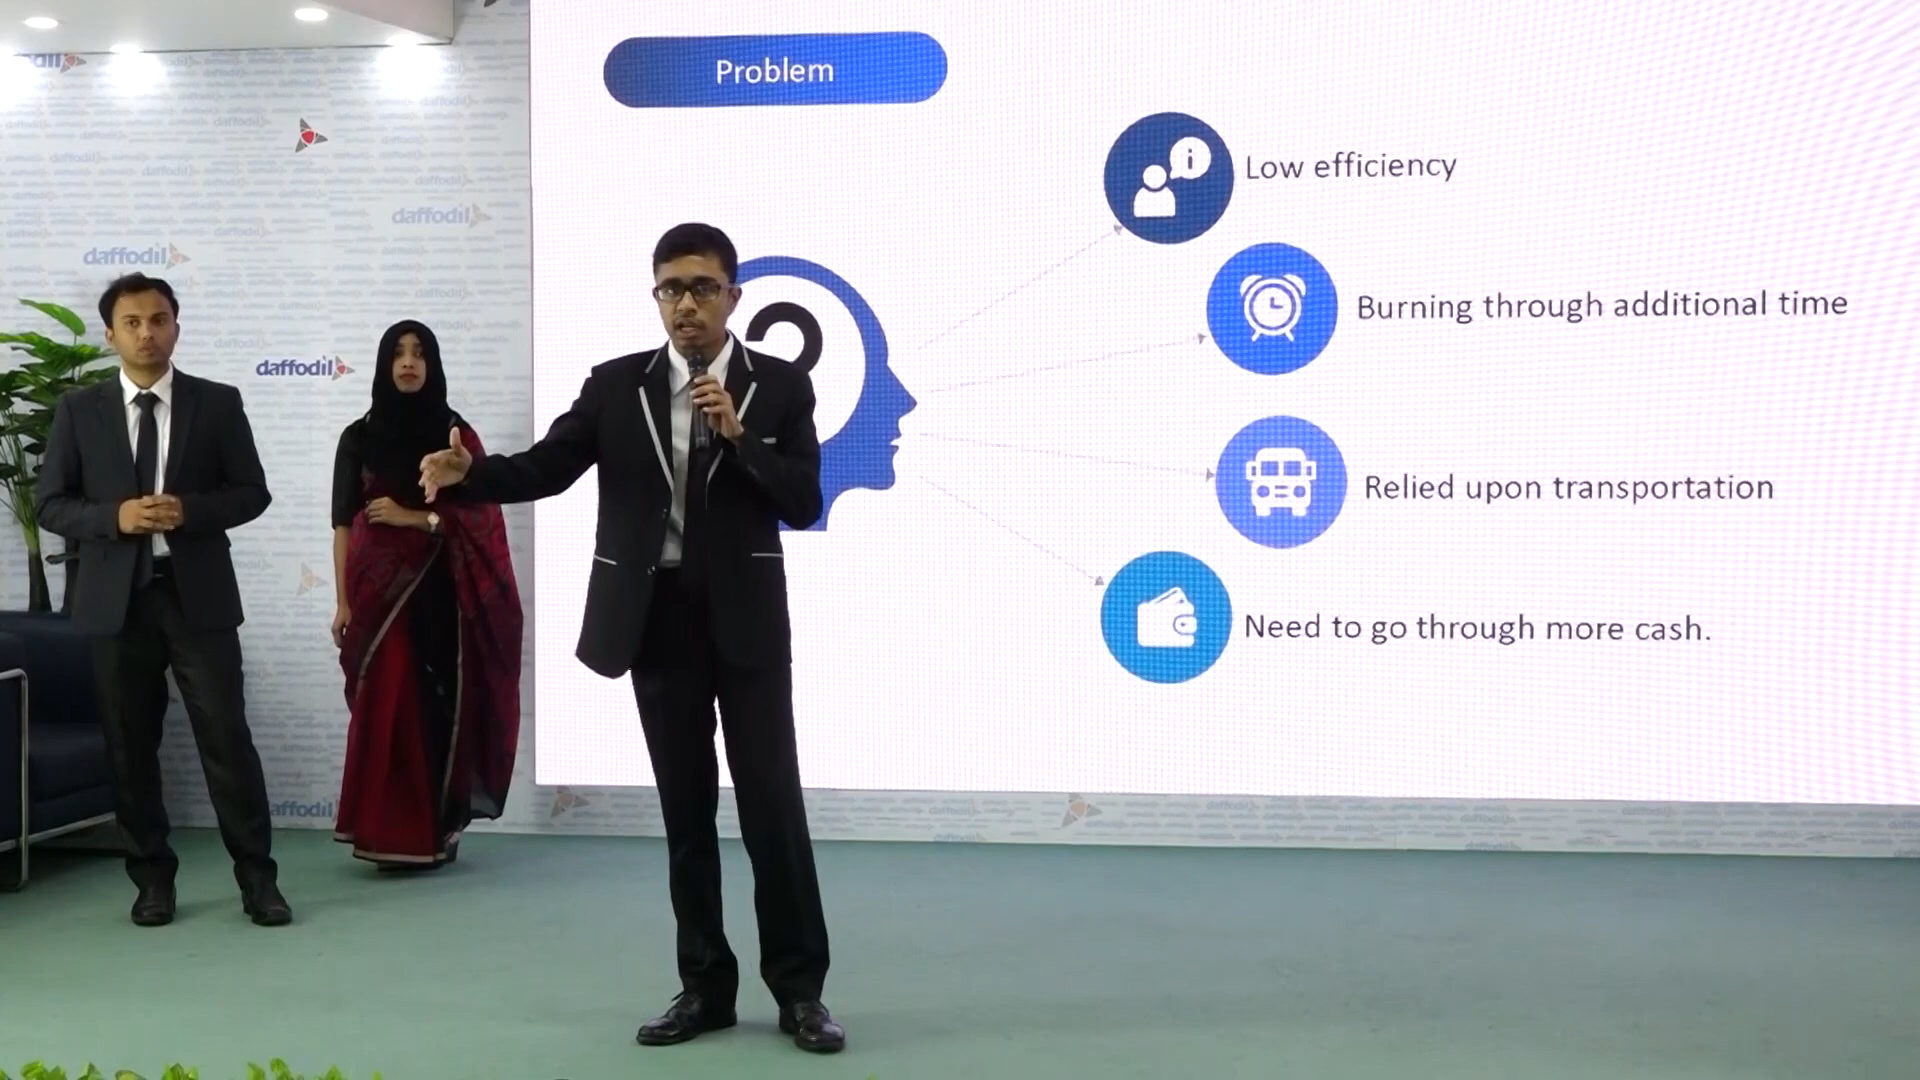 Problem
i
Low efficiency
Burning through additional time
Relied upon transportation
Need to go through more cash.
daffodil
daffodil
daffodil
affodil